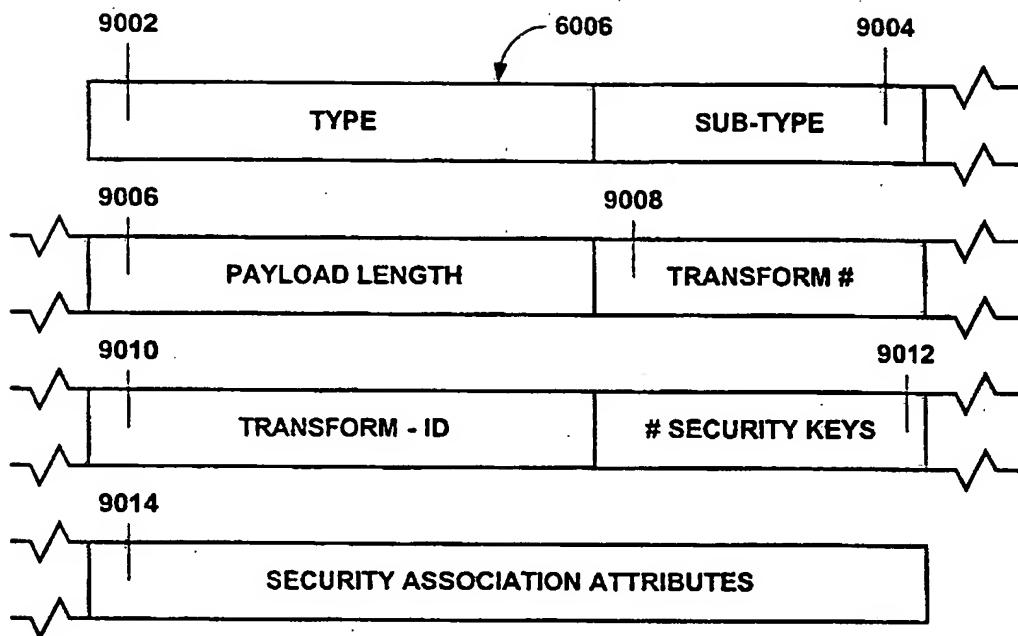 9002 6006 9004
TYPE SUB-TYPE
9006 9008
PAYLOAD LENGTH TRANSFORM #
9010 9012
TRANSFORM - ID # SECURITY KEYS
9014
SECURITY ASSOCIATION ATTRIBUTES